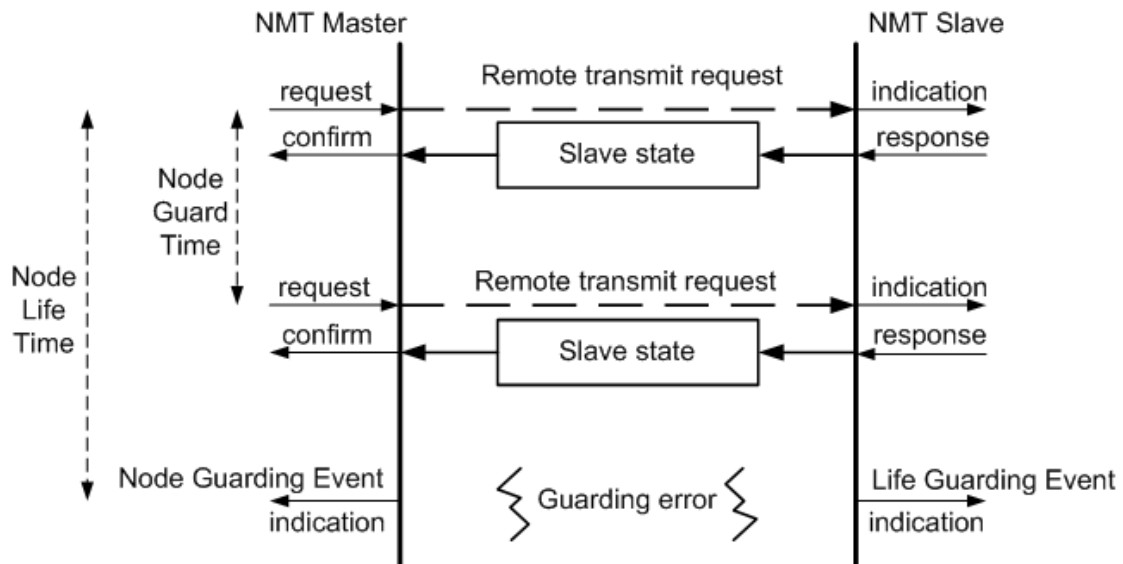 NMT Master
NMT Slave
Remote transmit request
request
indication
confirm
Slave state
response
Node
Guard
Time
Node
Life
Time
Remote transmit request
request
indication
confirm
Slave state
response
Node Guarding Event
Guarding error
Life Guarding Event
indication
indication